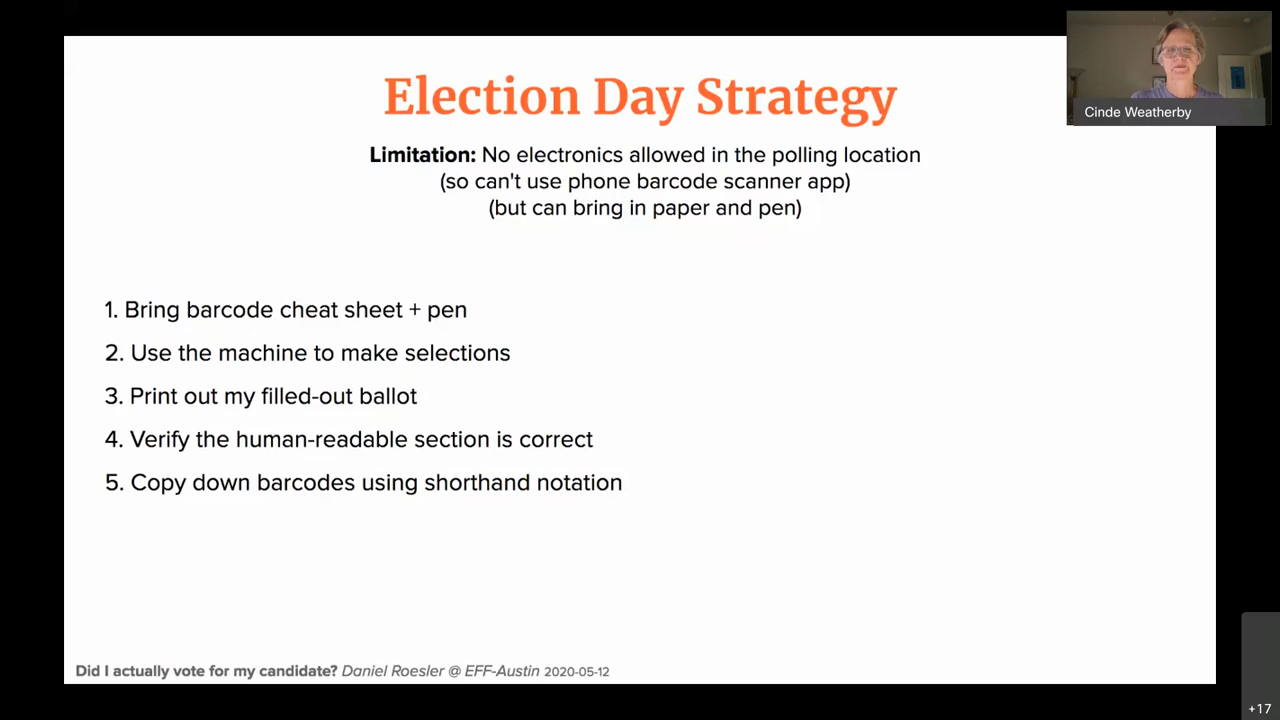 Election Day Strategy
Limitation: No electronics allowed in the polling location
(so can't use phone barcode scanner app)
(but can bring in paper and pen)
1. Bring barcode cheat sheet + pen
2. Use the machine to make selections
3. Print out my filled-out ballot
4. Verify the human-readable section is correct
5. Copy down barcodes using shorthand notation
Did I actually vote for my candidate? Daniel Roesler @ EFF-Austin 2020-05-12
Cinde Weatherby
+17